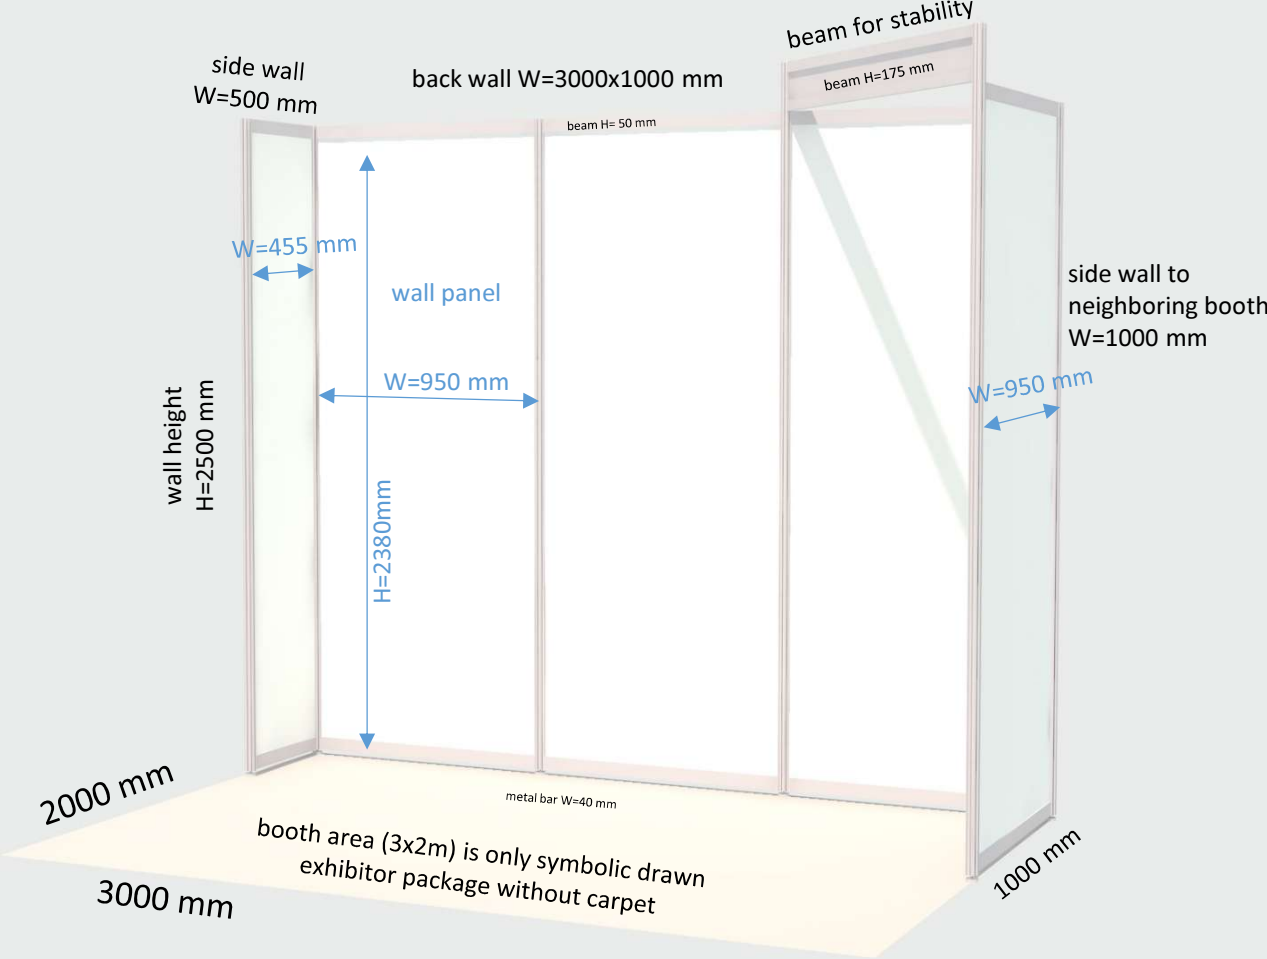 beam for stability
side wall
W=500 mm
back wall W=3000x1000 mm
beam H=175 mm
beam H= 50 mm
W=455 mm
wall panel
side wall to
neighboring booth
W=1000 mm
W=950 mm
W=950 mm
wall height
H=2500 mm
H=2380mm
2000 mm
metal bar W=40 mm
booth area (3x2m) is only symbolic drawn
exhibitor package without carpet
1000 mm
3000 mm